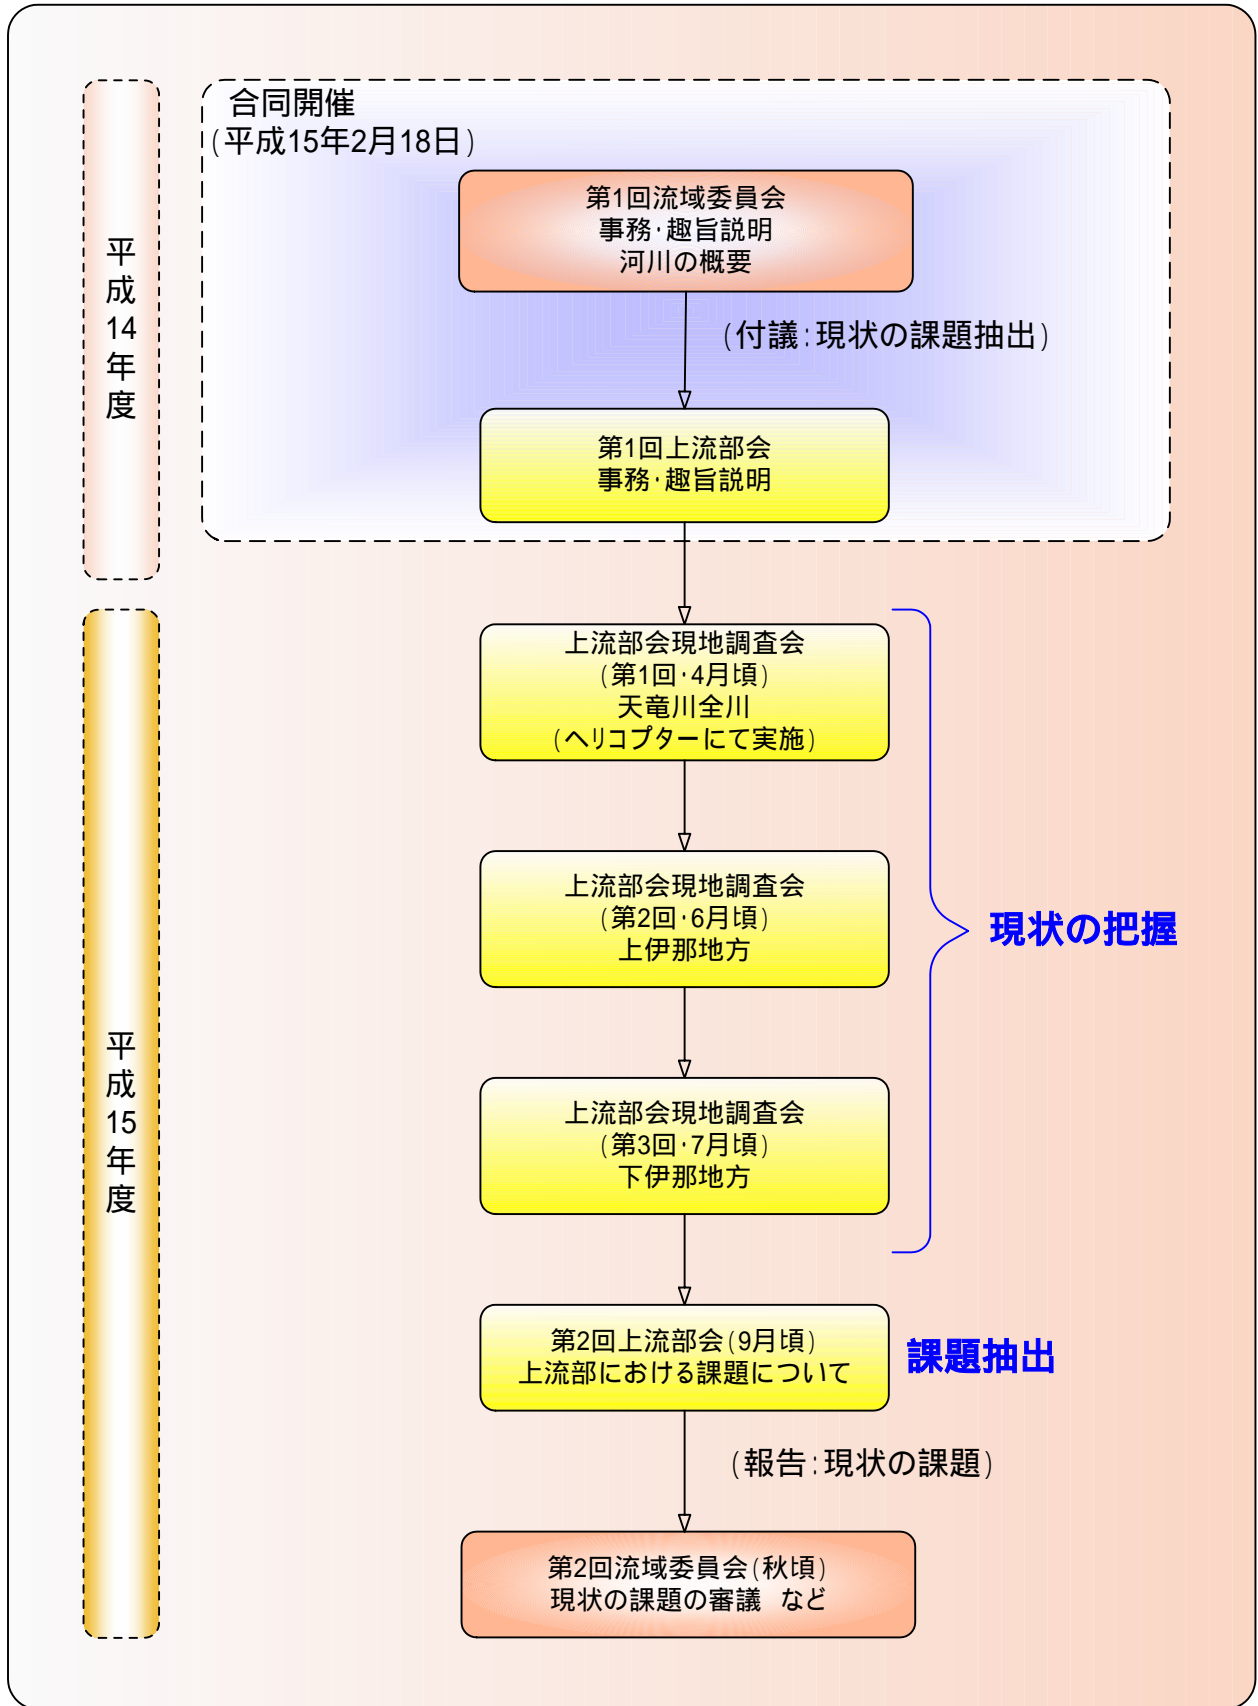 平成14年度
合同開催
(平成15年2月18日)
第1回流域委員会
事務・趣旨説明
河川の概要
(付議:現状の課題抽出)
第1回上流部会
事務・趣旨説明
平成15年度
上流部会現地調査会
(第1回・4月頃)
天竜川全川
(ヘリコプターにて実施)
上流部会現地調査会
(第2回・6月頃)
上伊那地方
現状の把握
上流部会現地調査会
(第3回・7月頃)
下伊那地方
第2回上流部会(9月頃)
上流部における課題について
課題抽出
(報告:現状の課題)
第2回流域委員会(秋頃)
現状の課題の審議 など